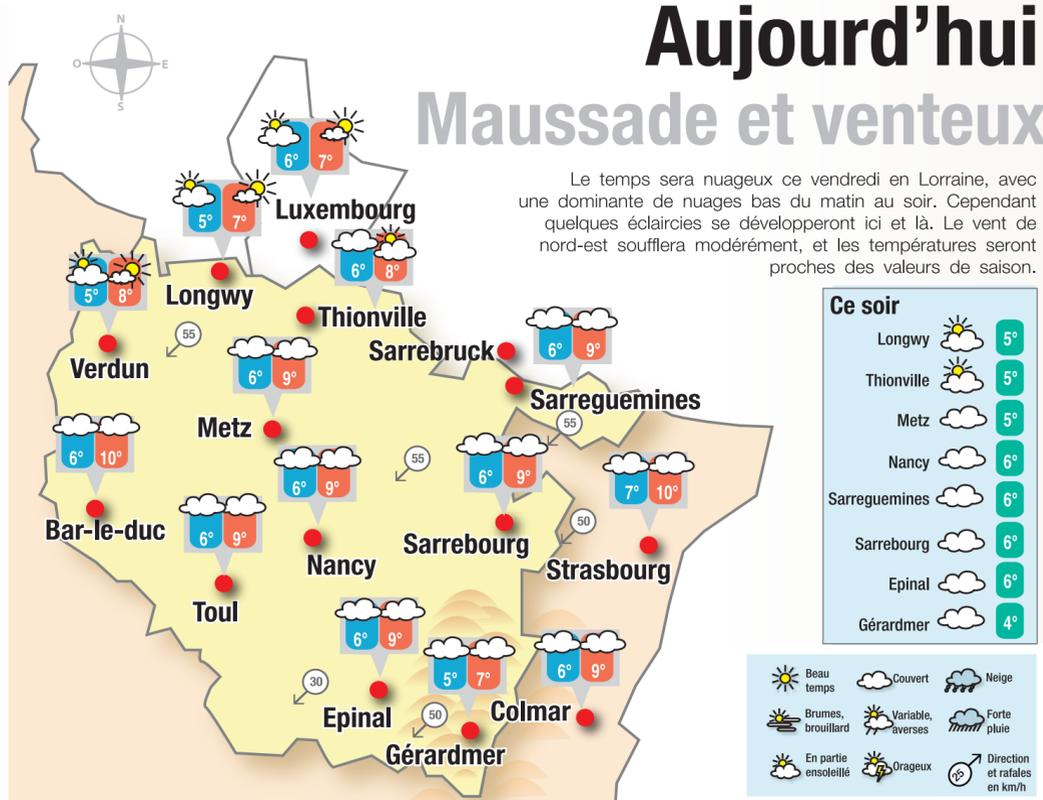 Aujourd'hui
Maussade et venteux
Le temps sera nuageux ce vendredi en Lorraine, avec
une dominante de nuages bas du matin au soir. Cependant
quelques éclaircies se développeront ici et là. Le vent de
nord-est soufflera modérément, et les températures seront
proches des valeurs de saison.
N
O E
S
6° 7°
Luxembourg
5° 7°
Longwy
6° 8°
Thionville
5° 8°
Verdun
55
Sarrebruck
6° 9°
Sarreguemines
6° 9°
Metz
55
6° 10°
Bar-le-duc
6° 9°
Nancy
55
6° 9°
Sarrebourg
7° 10°
Strasbourg
50
6° 9°
Toul
6° 9°
Epinal
30
5° 7°
Gérardmer
50
6° 9°
Colmar
Ce soir
Longwy 5°
Thionville 5°
Metz 5°
Nancy 6°
Sarreguemines 6°
Sarrebourg 6°
Epinal 6°
Gérardmer 4°
Beau
temps
Couvert
Neige
Brumes,
brouillard
Variable,
averses
Forte
pluie
En partie
ensoleillé
Orageux
25
Direction
et rafales
en km/h